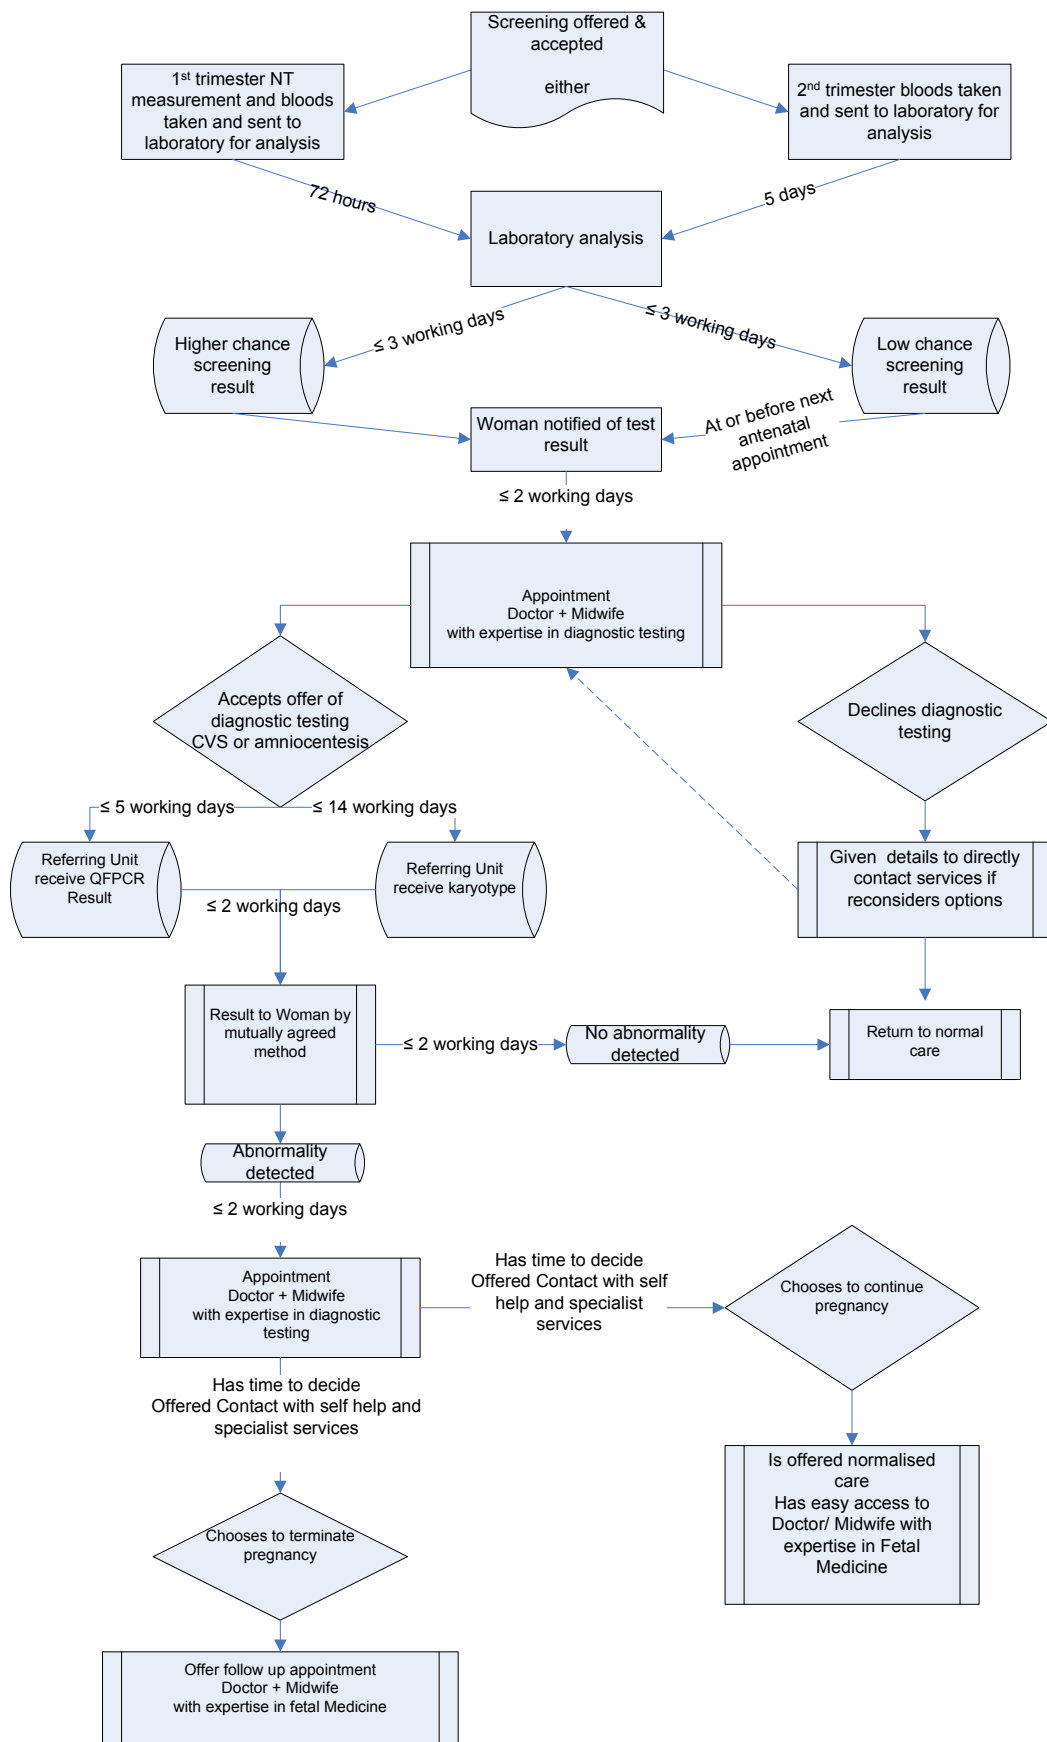 Screening offered &
accepted
either
1st trimester NT
measurement and bloods
taken and sent to
laboratory for analysis
2nd trimester bloods taken
and sent to laboratory for
analysis
72 hours
5 days
Laboratory analysis
≤ 3 working days
≤ 3 working days
Higher chance
screening
result
Low chance
screening
result
Woman notified of test
result
At or before next
antenatal
appointment
≤ 2 working days
Appointment
Doctor + Midwife
with expertise in diagnostic testing
Accepts offer of
diagnostic testing
CVS or amniocentesis
Declines diagnostic
testing
≤ 5 working days
≤ 14 working days
Referring Unit
receive QFPCR
Result
Referring Unit
receive karyotype
Given  details to directly
contact services if
reconsiders options
≤ 2 working days
Result to Woman by
mutually agreed
method
≤ 2 working days
No abnormality
detected
Return to normal
care
Abnormality
detected
≤ 2 working days
Appointment
Doctor + Midwife
with expertise in diagnostic
testing
Has time to decide
Offered Contact with self
help and specialist
services
Chooses to continue
pregnancy
Has time to decide
Offered Contact with self help and
specialist services
Is offered normalised
care
Has easy access to
Doctor/ Midwife with
expertise in Fetal
Medicine
Chooses to terminate
pregnancy
Offer follow up appointment
Doctor + Midwife
with expertise in fetal Medicine